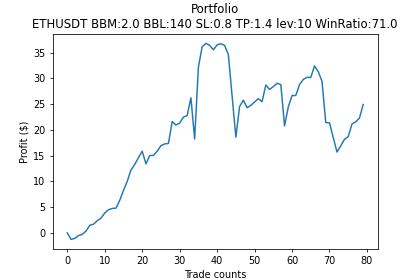 Portfolio
ETHUSDT BBM:2.0 BBL:140 SL:0.8 TP:1.4 lev:10 WinRatio:71.0
Profit ($)
35
30
25
20
15
10
5
0
0 10 20 30 40 50 60 70 80
Trade counts